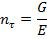 n_τ = G/E